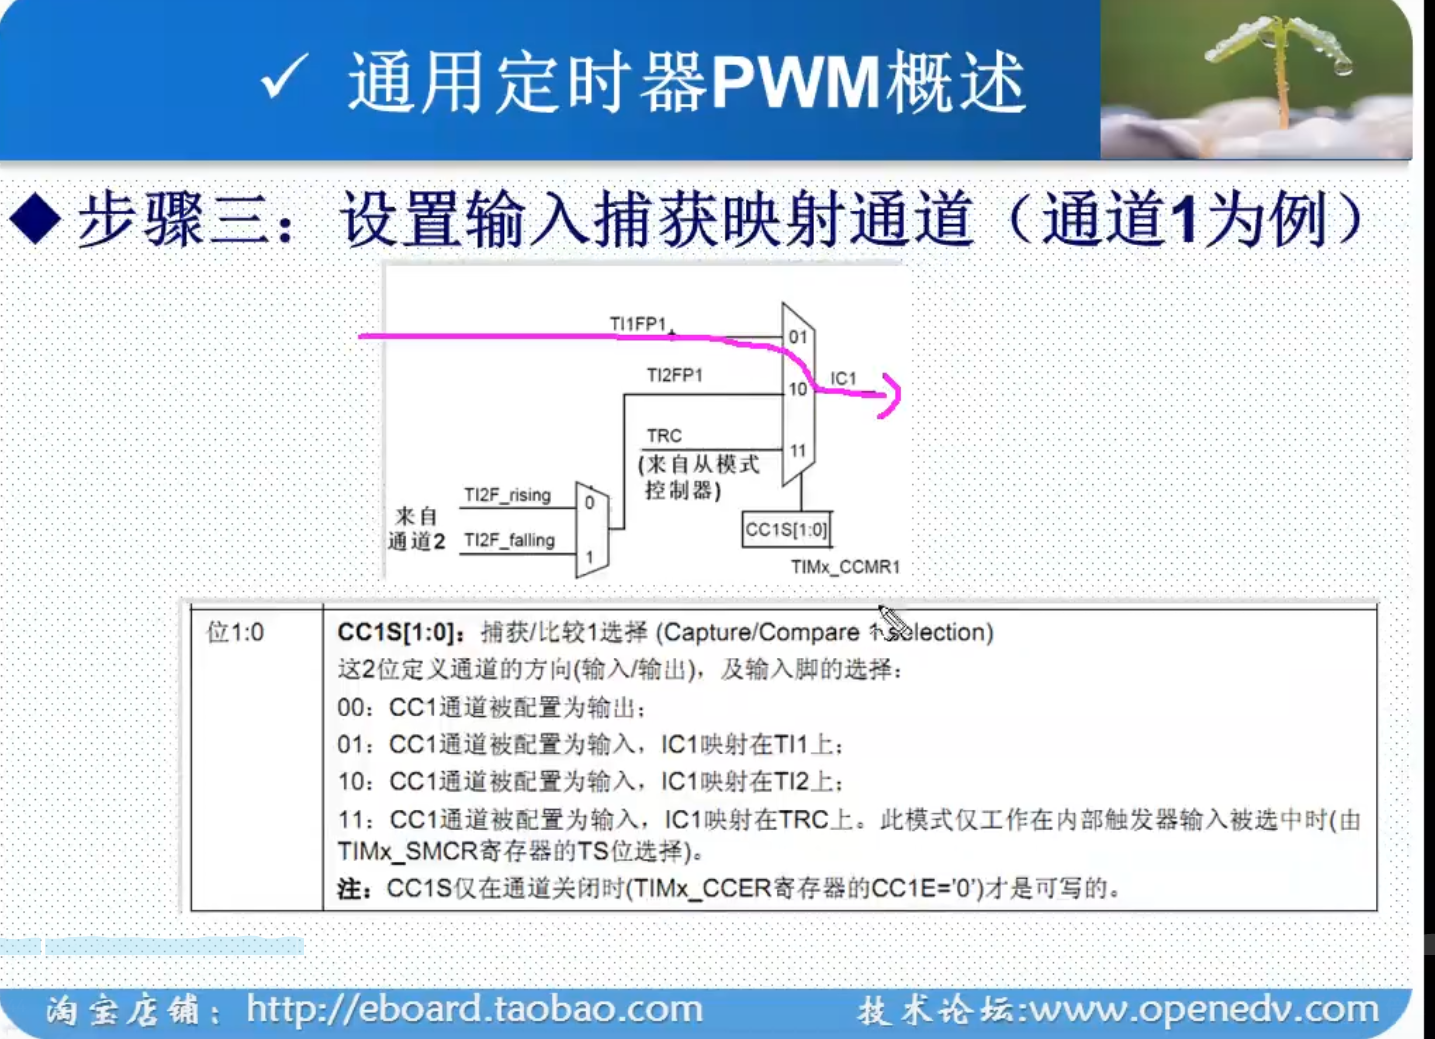 ✓ 通用定时器PWM概述
◆步骤三：设置输入捕获映射通道（通道1为例）
TI1FP1
01
TI2FP1
10
IC1
TRC
11
(来自从模式
控制器)
TI2F_rising
0
来自
通道2
TI2F_falling
1
CC1S[1:0]
TIMx_CCMR1
位1:0
CC1S[1:0]：捕获/比较1选择 (Capture/Compare 1 selection)
这2位定义通道的方向(输入/输出)，及输入脚的选择：
00：CC1通道被配置为输出；
01：CC1通道被配置为输入，IC1映射在TI1上；
10：CC1通道被配置为输入，IC1映射在TI2上；
11：CC1通道被配置为输入，IC1映射在TRC上。此模式仅工作在内部触发器输入被选中时(由
TIMx_SMCR寄存器的TS位选择)。
注：CC1S仅在通道关闭时(TIMx_CCER寄存器的CC1E='0')才是可写的。
淘宝店铺：http://eboard.taobao.com
技术论坛:www.openedv.com